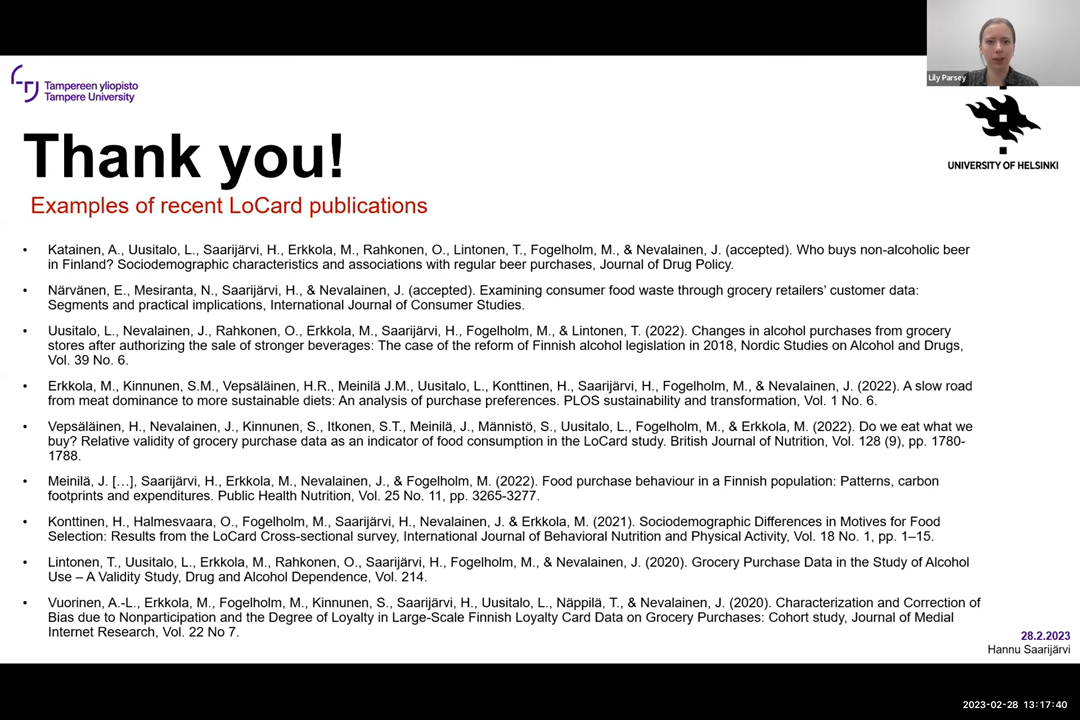 Lily Parsey
Tampereen yliopisto
Tampere University
UNIVERSITY OF HELSINKI
Thank you!
Examples of recent LoCard publications
• Katainen, A., Uusitalo, L., Saarijärvi, H., Erkkola, M., Rahkonen, O., Lintonen, T., Fogelholm, M., & Nevalainen, J. (accepted). Who buys non-alcoholic beer
in Finland? Sociodemographic characteristics and associations with regular beer purchases, Journal of Drug Policy.
• Närvänen, E., Mesiranta, N., Saarijärvi, H., & Nevalainen, J. (accepted). Examining consumer food waste through grocery retailers’ customer data:
Segments and practical implications, International Journal of Consumer Studies.
• Uusitalo, L., Nevalainen, J., Rahkonen, O., Erkkola, M., Saarijärvi, H., Fogelholm, M., & Lintonen, T. (2022). Changes in alcohol purchases from grocery
stores after authorizing the sale of stronger beverages: The case of the reform of Finnish alcohol legislation in 2018, Nordic Studies on Alcohol and Drugs,
Vol. 39 No. 6.
• Erkkola, M., Kinnunen, S.M., Vepsäläinen, H.R., Meinilä J.M., Uusitalo, L., Konttinen, H., Saarijärvi, H., Fogelholm, M., & Nevalainen, J. (2022). A slow road
from meat dominance to more sustainable diets: An analysis of purchase preferences. PLOS sustainability and transformation, Vol. 1 No. 6.
• Vepsäläinen, H., Nevalainen, J., Kinnunen, S., Itkonen, S.T., Meinilä, J., Männistö, S., Uusitalo, L., Fogelholm, M., & Erkkola, M. (2022). Do we eat what we
buy? Relative validity of grocery purchase data as an indicator of food consumption in the LoCard study. British Journal of Nutrition, Vol. 128 (9), pp. 1780-
1788.
• Meinilä, J. […], Saarijärvi, H., Erkkola, M., Nevalainen, J., & Fogelholm, M. (2022). Food purchase behaviour in a Finnish population: Patterns, carbon
footprints and expenditures. Public Health Nutrition, Vol. 25 No. 11, pp. 3265-3277.
• Konttinen, H., Halmesvaara, O., Fogelholm, M., Saarijärvi, H., Nevalainen, J. & Erkkola, M. (2021). Sociodemographic Differences in Motives for Food
Selection: Results from the LoCard Cross-sectional survey, International Journal of Behavioral Nutrition and Physical Activity, Vol. 18 No. 1, pp. 1–15.
• Lintonen, T., Uusitalo, L., Erkkola, M., Rahkonen, O., Saarijärvi, H., Fogelholm, M., & Nevalainen, J. (2020). Grocery Purchase Data in the Study of Alcohol
Use – A Validity Study, Drug and Alcohol Dependence, Vol. 214.
• Vuorinen, A.-L., Erkkola, M., Fogelholm, M., Kinnunen, S., Saarijärvi, H., Uusitalo, L., Näppilä, T., & Nevalainen, J. (2020). Characterization and Correction of
Bias due to Nonparticipation and the Degree of Loyalty in Large-Scale Finnish Loyalty Card Data on Grocery Purchases: Cohort study, Journal of Medial
Internet Research, Vol. 22 No 7.
28.2.2023
Hannu Saarijärvi
2023-02-28 13:17:40